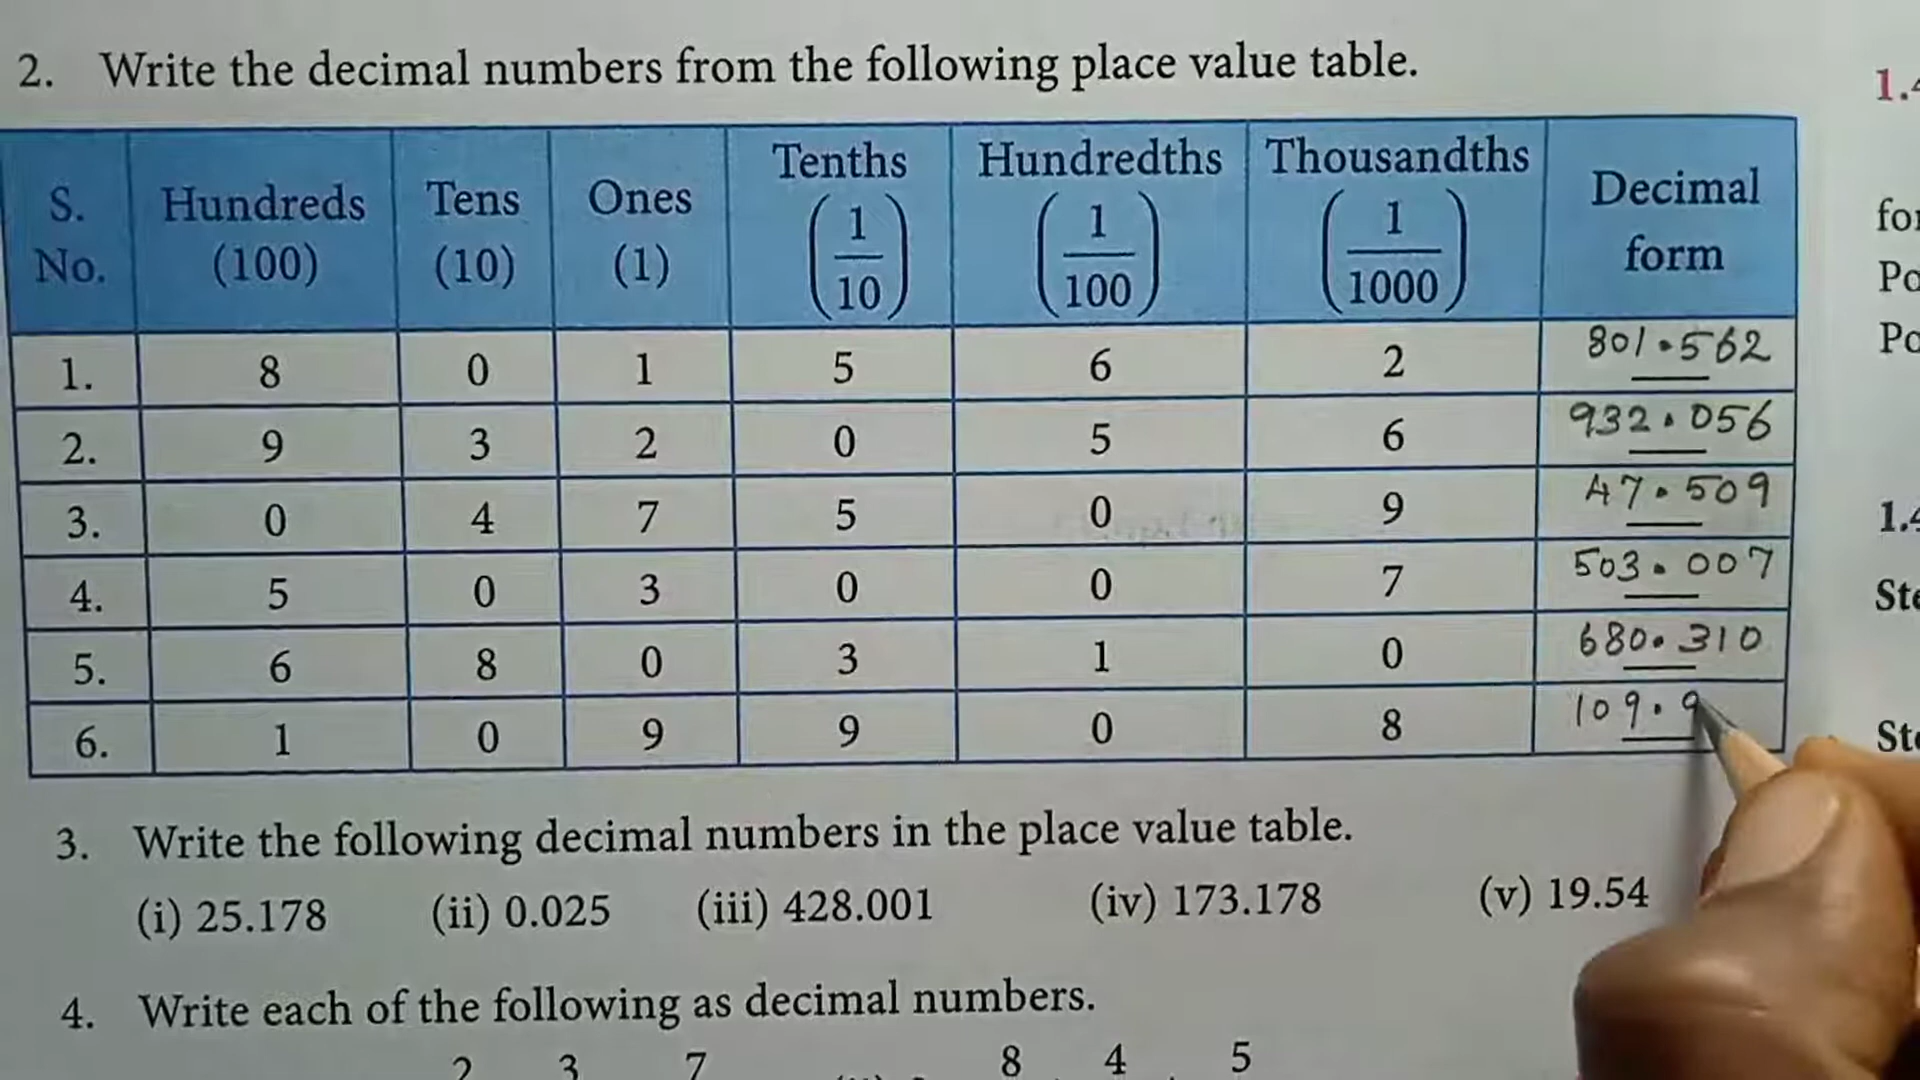 2. Write the decimal numbers from the following place value table.
S. No. Hundreds (100) Tens (10) Ones (1) Tenths (1/10) Hundredths (1/100) Thousandths (1/1000) Decimal form
1. 8 0 1 5 6 2 801.562
2. 9 3 2 0 5 6 932.056
3. 0 4 7 5 0 9 47.509
4. 5 0 3 0 0 7 503.007
5. 6 8 0 3 1 0 680.310
6. 1 0 9 9 0 8 109.9
3. Write the following decimal numbers in the place value table.
(i) 25.178 (ii) 0.025 (iii) 428.001 (iv) 173.178 (v) 19.54
4. Write each of the following as decimal numbers.
2 3 7 8 4 5